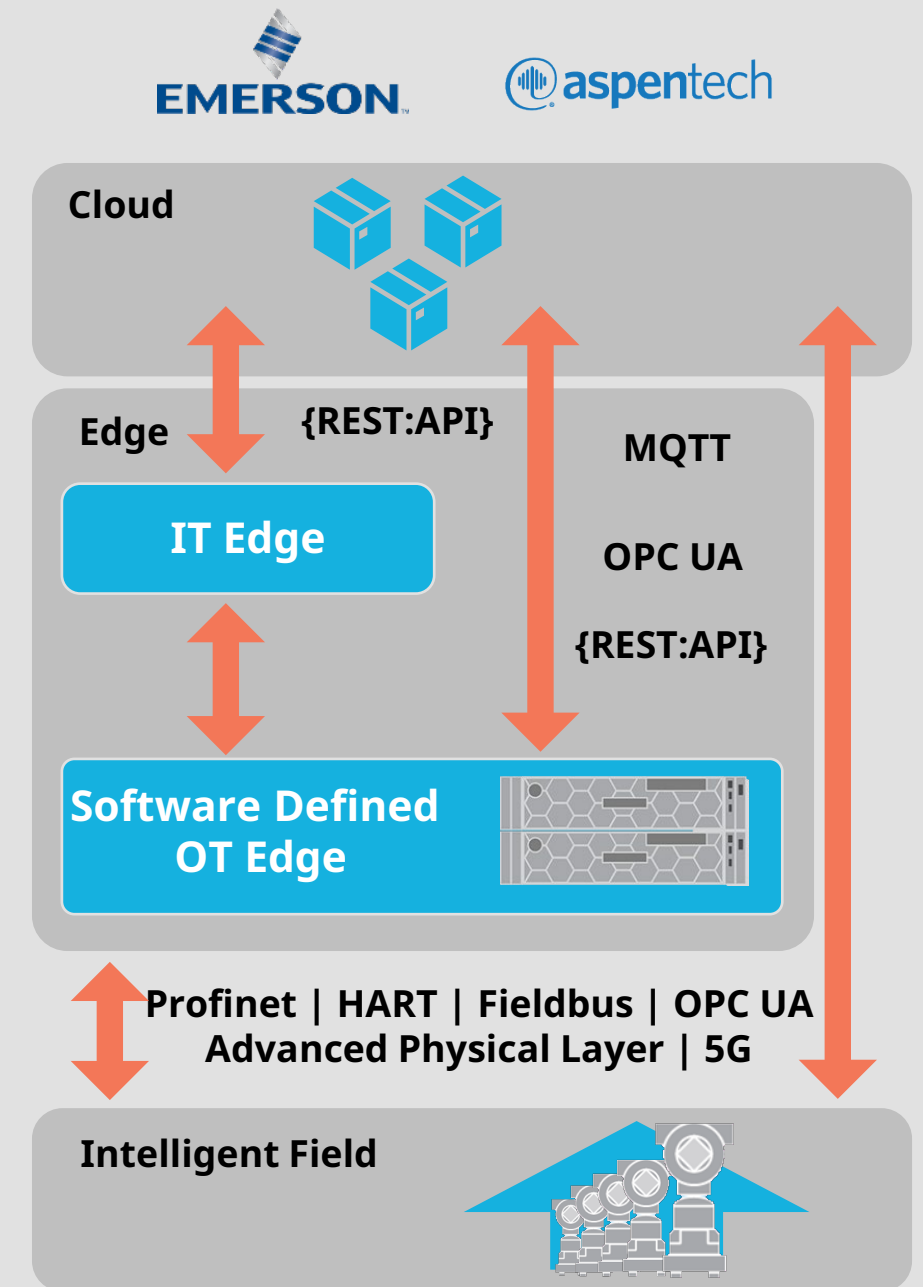 EMERSON™
aspentech
Cloud
Edge
{REST:API}
MQTT
IT Edge
OPC UA
{REST:API}
Software Defined
OT Edge
Profinet | HART | Fieldbus | OPC UA
Advanced Physical Layer | 5G
Intelligent Field